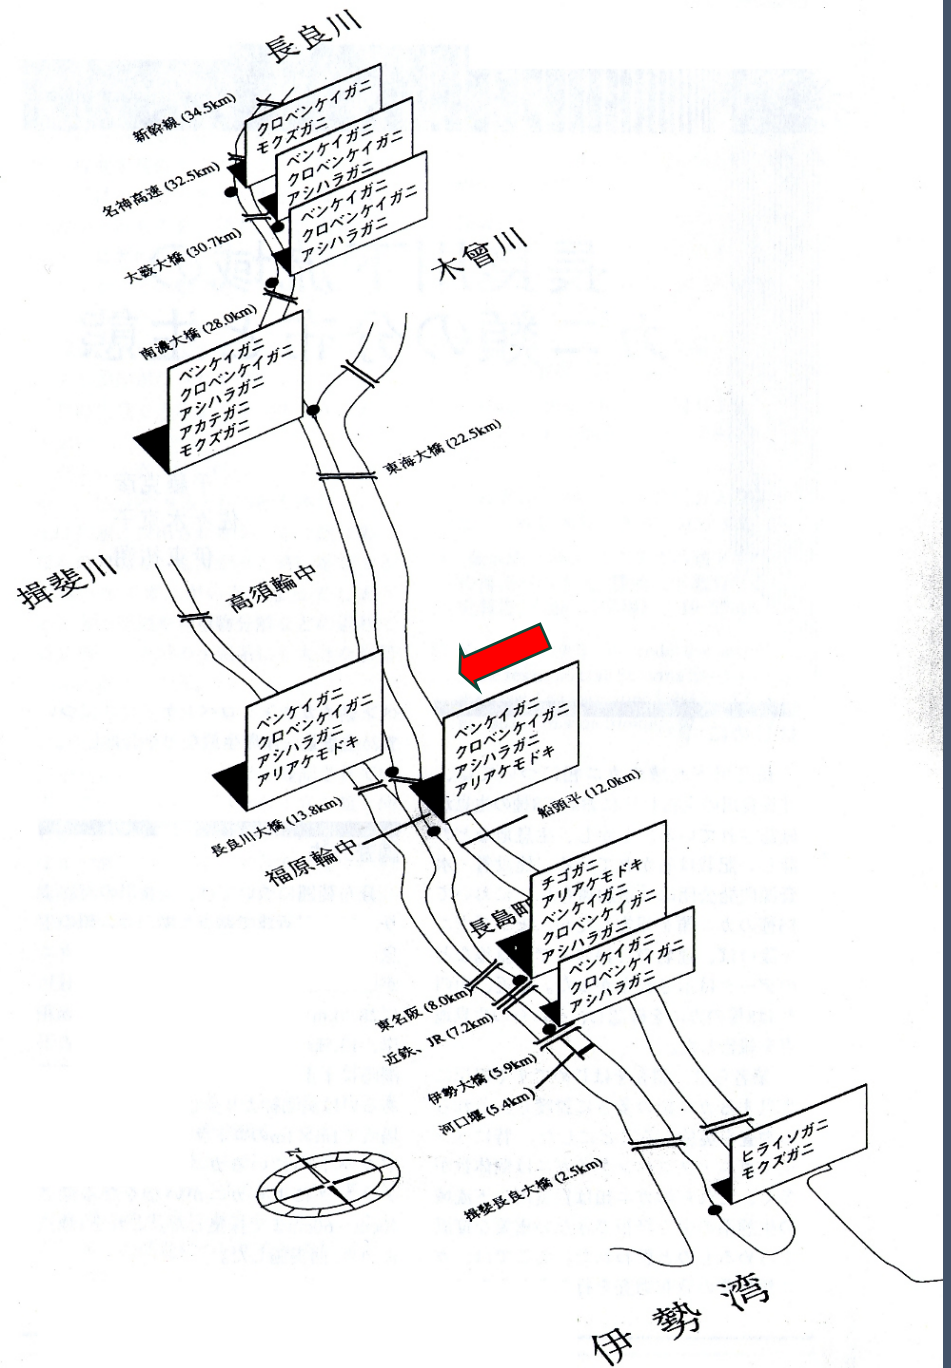 長良川
新幹線 (34.5km)
クロベンケイガニ
モクズガニ
ベンケイガニ
クロベンケイガニ
アシハラガニ
名神高速 (32.5km)
ベンケイガニ
クロベンケイガニ
アシハラガニ
大藪大橋 (30.7km)
木曾川
南濃大橋 (28.0km)
ベンケイガニ
クロベンケイガニ
アシハラガニ
アカテガニ
モクズガニ
東海大橋 (22.5km)
揖斐川
高須輪中
ベンケイガニ
クロベンケイガニ
アシハラガニ
アリアケモドキ
ベンケイガニ
クロベンケイガニ
アシハラガニ
アリアケモドキ
長良川大橋 (13.8km)
船頭平 (12.0km)
福原輪中
チゴガニ
アリアケモドキ
ベンケイガニ
クロベンケイガニ
アシハラガニ
長島町
ベンケイガニ
クロベンケイガニ
アシハラガニ
東名阪 (8.0km)
近鉄、JR (7.2km)
伊勢大橋 (5.9km)
河口堰 (5.4km)
ヒライソガニ
モクズガニ
揖斐長良大橋 (2.5km)
N
伊勢湾